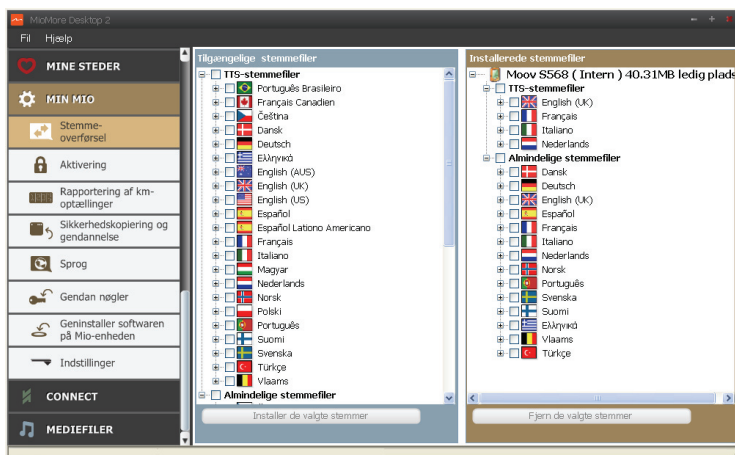 MioMore Desktop 2
Fil Hjælp
MINE STEDER
MIN MIO
Stemme-
overførsel
Aktivering
Rapportering af km-
optællinger
Sikkerhedskopiering og
gendannelse
Sprog
Gendan nøgler
Geninstaller softwaren
på Mio-enheden
Indstillinger
CONNECT
MEDIEFILER
Tilgængelige stemmefiler
TTS-stemmefiler
Português Brasileiro
Français Canadien
Čeština
Dansk
Deutsch
Ελληνικά
English (AUS)
English (UK)
English (US)
Español
Español Lationo Americano
Français
Italiano
Magyar
Nederlands
Norsk
Polski
Português
Suomi
Svenska
Türkçe
Vlaams
Almindelige stemmefiler
Installer de valgte stemmer
Installerede stemmefiler
Moov S568 ( Intern ) 40.31MB ledig plads
TTS-stemmefiler
English (UK)
Français
Italiano
Nederlands
Almindelige stemmefiler
Dansk
Deutsch
English (UK)
Español
Français
Italiano
Nederlands
Norsk
Português
Svenska
Suomi
Ελληνικά
Vlaams
Türkçe
Fjern de valgte stemmer